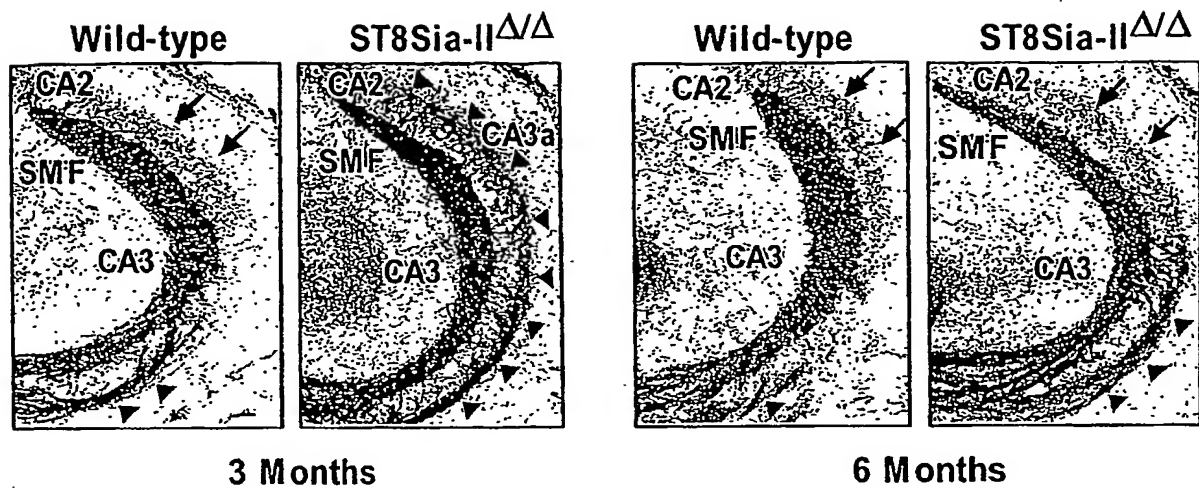 Wild-type
ST8Sia-II^Δ/Δ
Wild-type
ST8Sia-II^Δ/Δ
CA2
SMF
CA3
CA2
SMF
CA3a
CA3
CA2
SMF
CA3
CA2
SMF
CA3
3 Months
6 Months